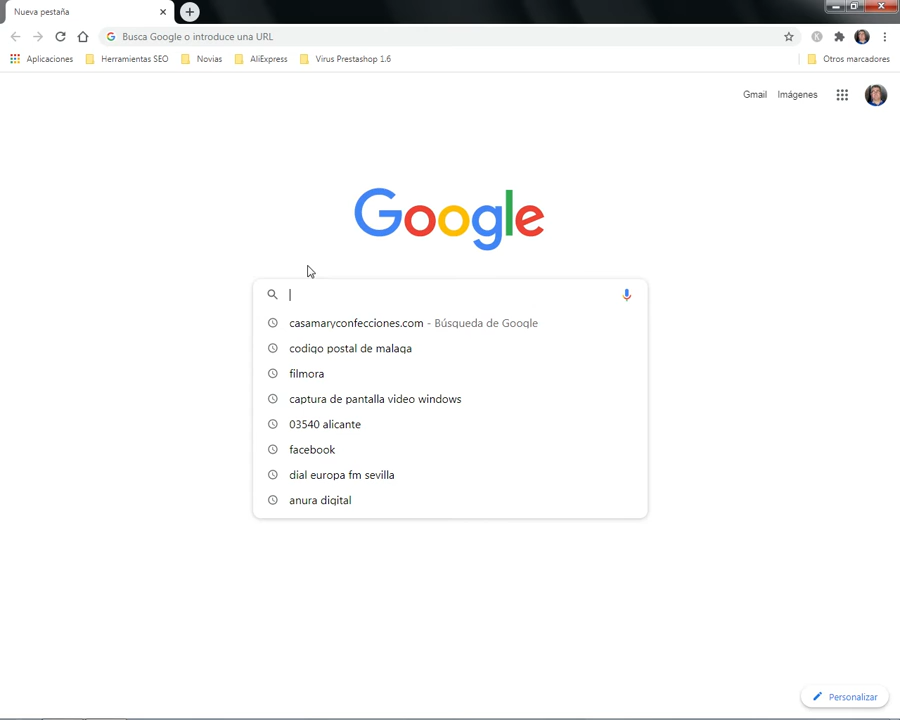 Nueva pestaña
Busca Google o introduce una URL
Aplicaciones Herramientas SEO Novias AliExpress Virus Prestashop 1.6 Otros marcadores
Gmail Imágenes
Google
casamaryconfecciones.com - Búsqueda de Google
codigo postal de malaga
filmora
captura de pantalla video windows
03540 alicante
facebook
dial europa fm sevilla
anura digital
Personalizar